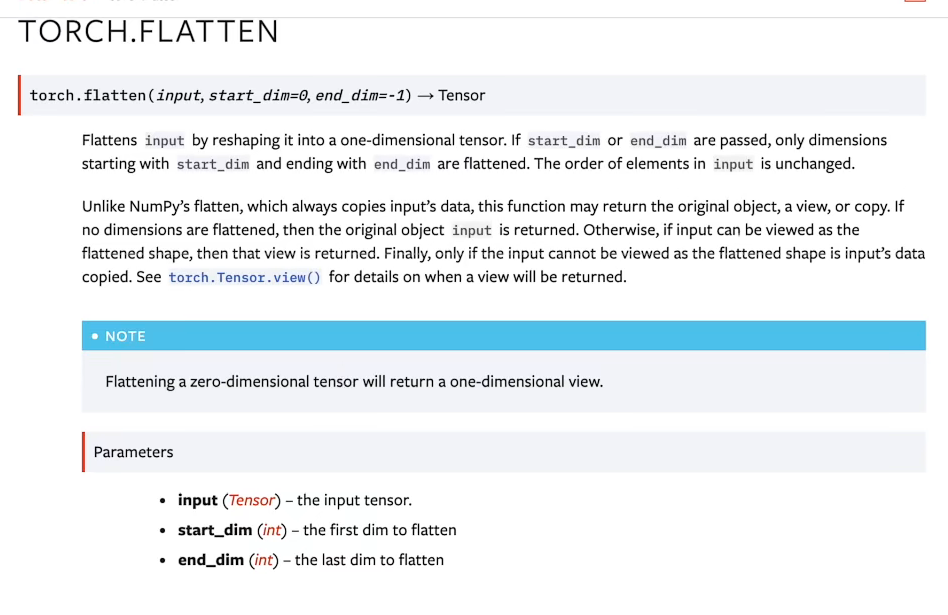 TORCH.FLATTEN
torch.flatten(input, start_dim=0, end_dim=-1) → Tensor
Flattens input by reshaping it into a one-dimensional tensor. If start_dim or end_dim are passed, only dimensions
starting with start_dim and ending with end_dim are flattened. The order of elements in input is unchanged.
Unlike NumPy’s flatten, which always copies input’s data, this function may return the original object, a view, or copy. If
no dimensions are flattened, then the original object input is returned. Otherwise, if input can be viewed as the
flattened shape, then that view is returned. Finally, only if the input cannot be viewed as the flattened shape is input’s data
copied. See torch.Tensor.view() for details on when a view will be returned.
• NOTE
Flattening a zero-dimensional tensor will return a one-dimensional view.
Parameters
• input (Tensor) – the input tensor.
• start_dim (int) – the first dim to flatten
• end_dim (int) – the last dim to flatten